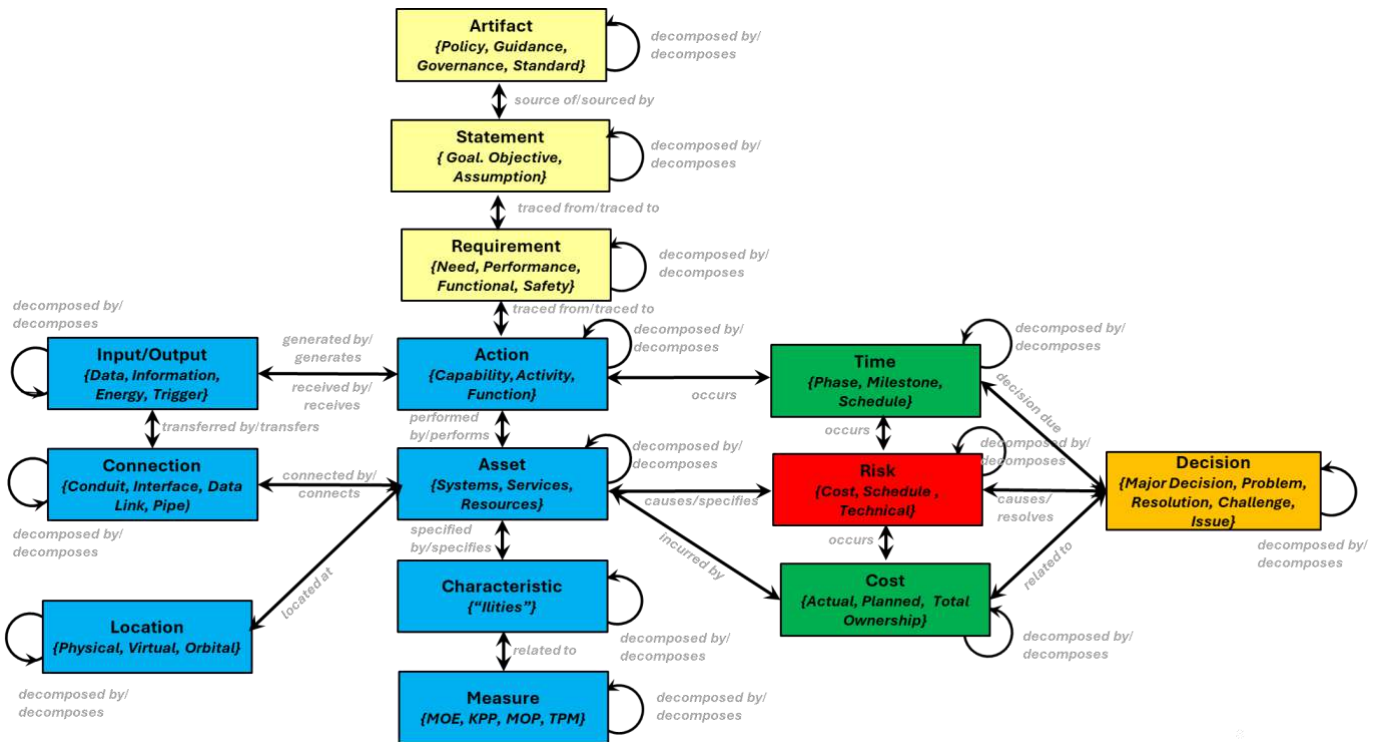 Artifact
{Policy, Guidance,
Governance, Standard}
decomposed by/
decomposes
source of/sourced by
Statement
{ Goal. Objective,
Assumption}
decomposed by/
decomposes
traced from/traced to
Requirement
{Need, Performance,
Functional, Safety}
decomposed by/
decomposes
traced from/traced to
decomposed by/
decomposes
Input/Output
{Data, Information,
Energy, Trigger}
generated by/
generates
received by/
receives
Action
{Capability, Activity,
Function}
decomposed by/
decomposes
occurs
Time
{Phase, Milestone,
Schedule}
decomposed by/
decomposes
decision due
transferred by/transfers
performed
by/performs
occurs
Connection
{Conduit, Interface, Data
Link, Pipe}
decomposed by/
decomposes
connected by/
connects
Asset
{Systems, Services,
Resources}
decomposed by/
decomposes
causes/specifies
Risk
{Cost, Schedule ,
Technical}
decomposed by/
decomposes
causes/
resolves
Decision
{Major Decision, Problem,
Resolution, Challenge,
Issue}
decomposed by/
decomposes
located at
specified
by/specifies
incurred by
occurs
related to
Location
{Physical, Virtual, Orbital}
decomposed by/
decomposes
Characteristic
{“Ilities”}
decomposed by/
decomposes
Cost
{Actual, Planned, Total
Ownership}
decomposed by/
decomposes
related to
Measure
{MOE, KPP, MOP, TPM}
decomposed by/
decomposes